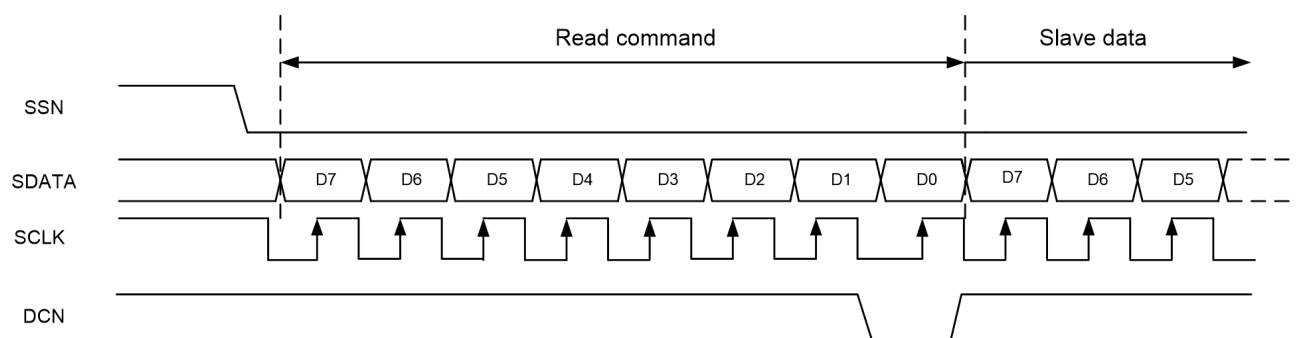 Read command Slave data
SSN
SDATA D7 D6 D5 D4 D3 D2 D1 D0 D7 D6 D5
SCLK
DCN